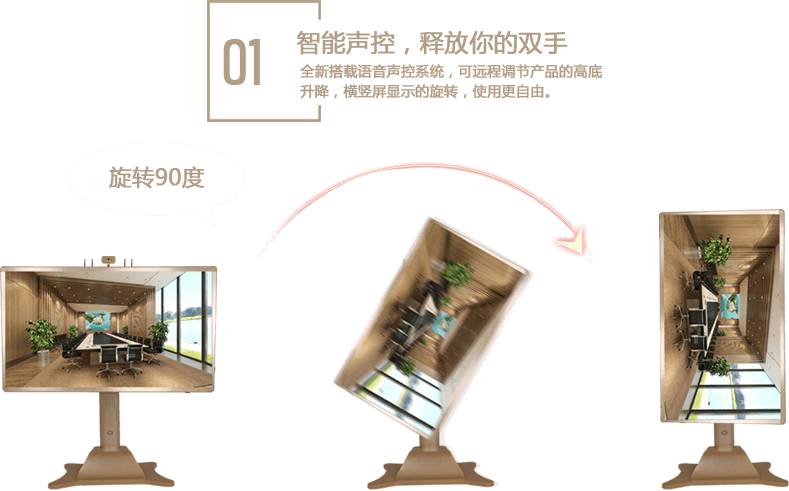 01
智能声控，释放你的双手
全新搭载语音声控系统，可远程调节产品的高底
升降，横竖屏显示的旋转，使用更自由。
旋转90度